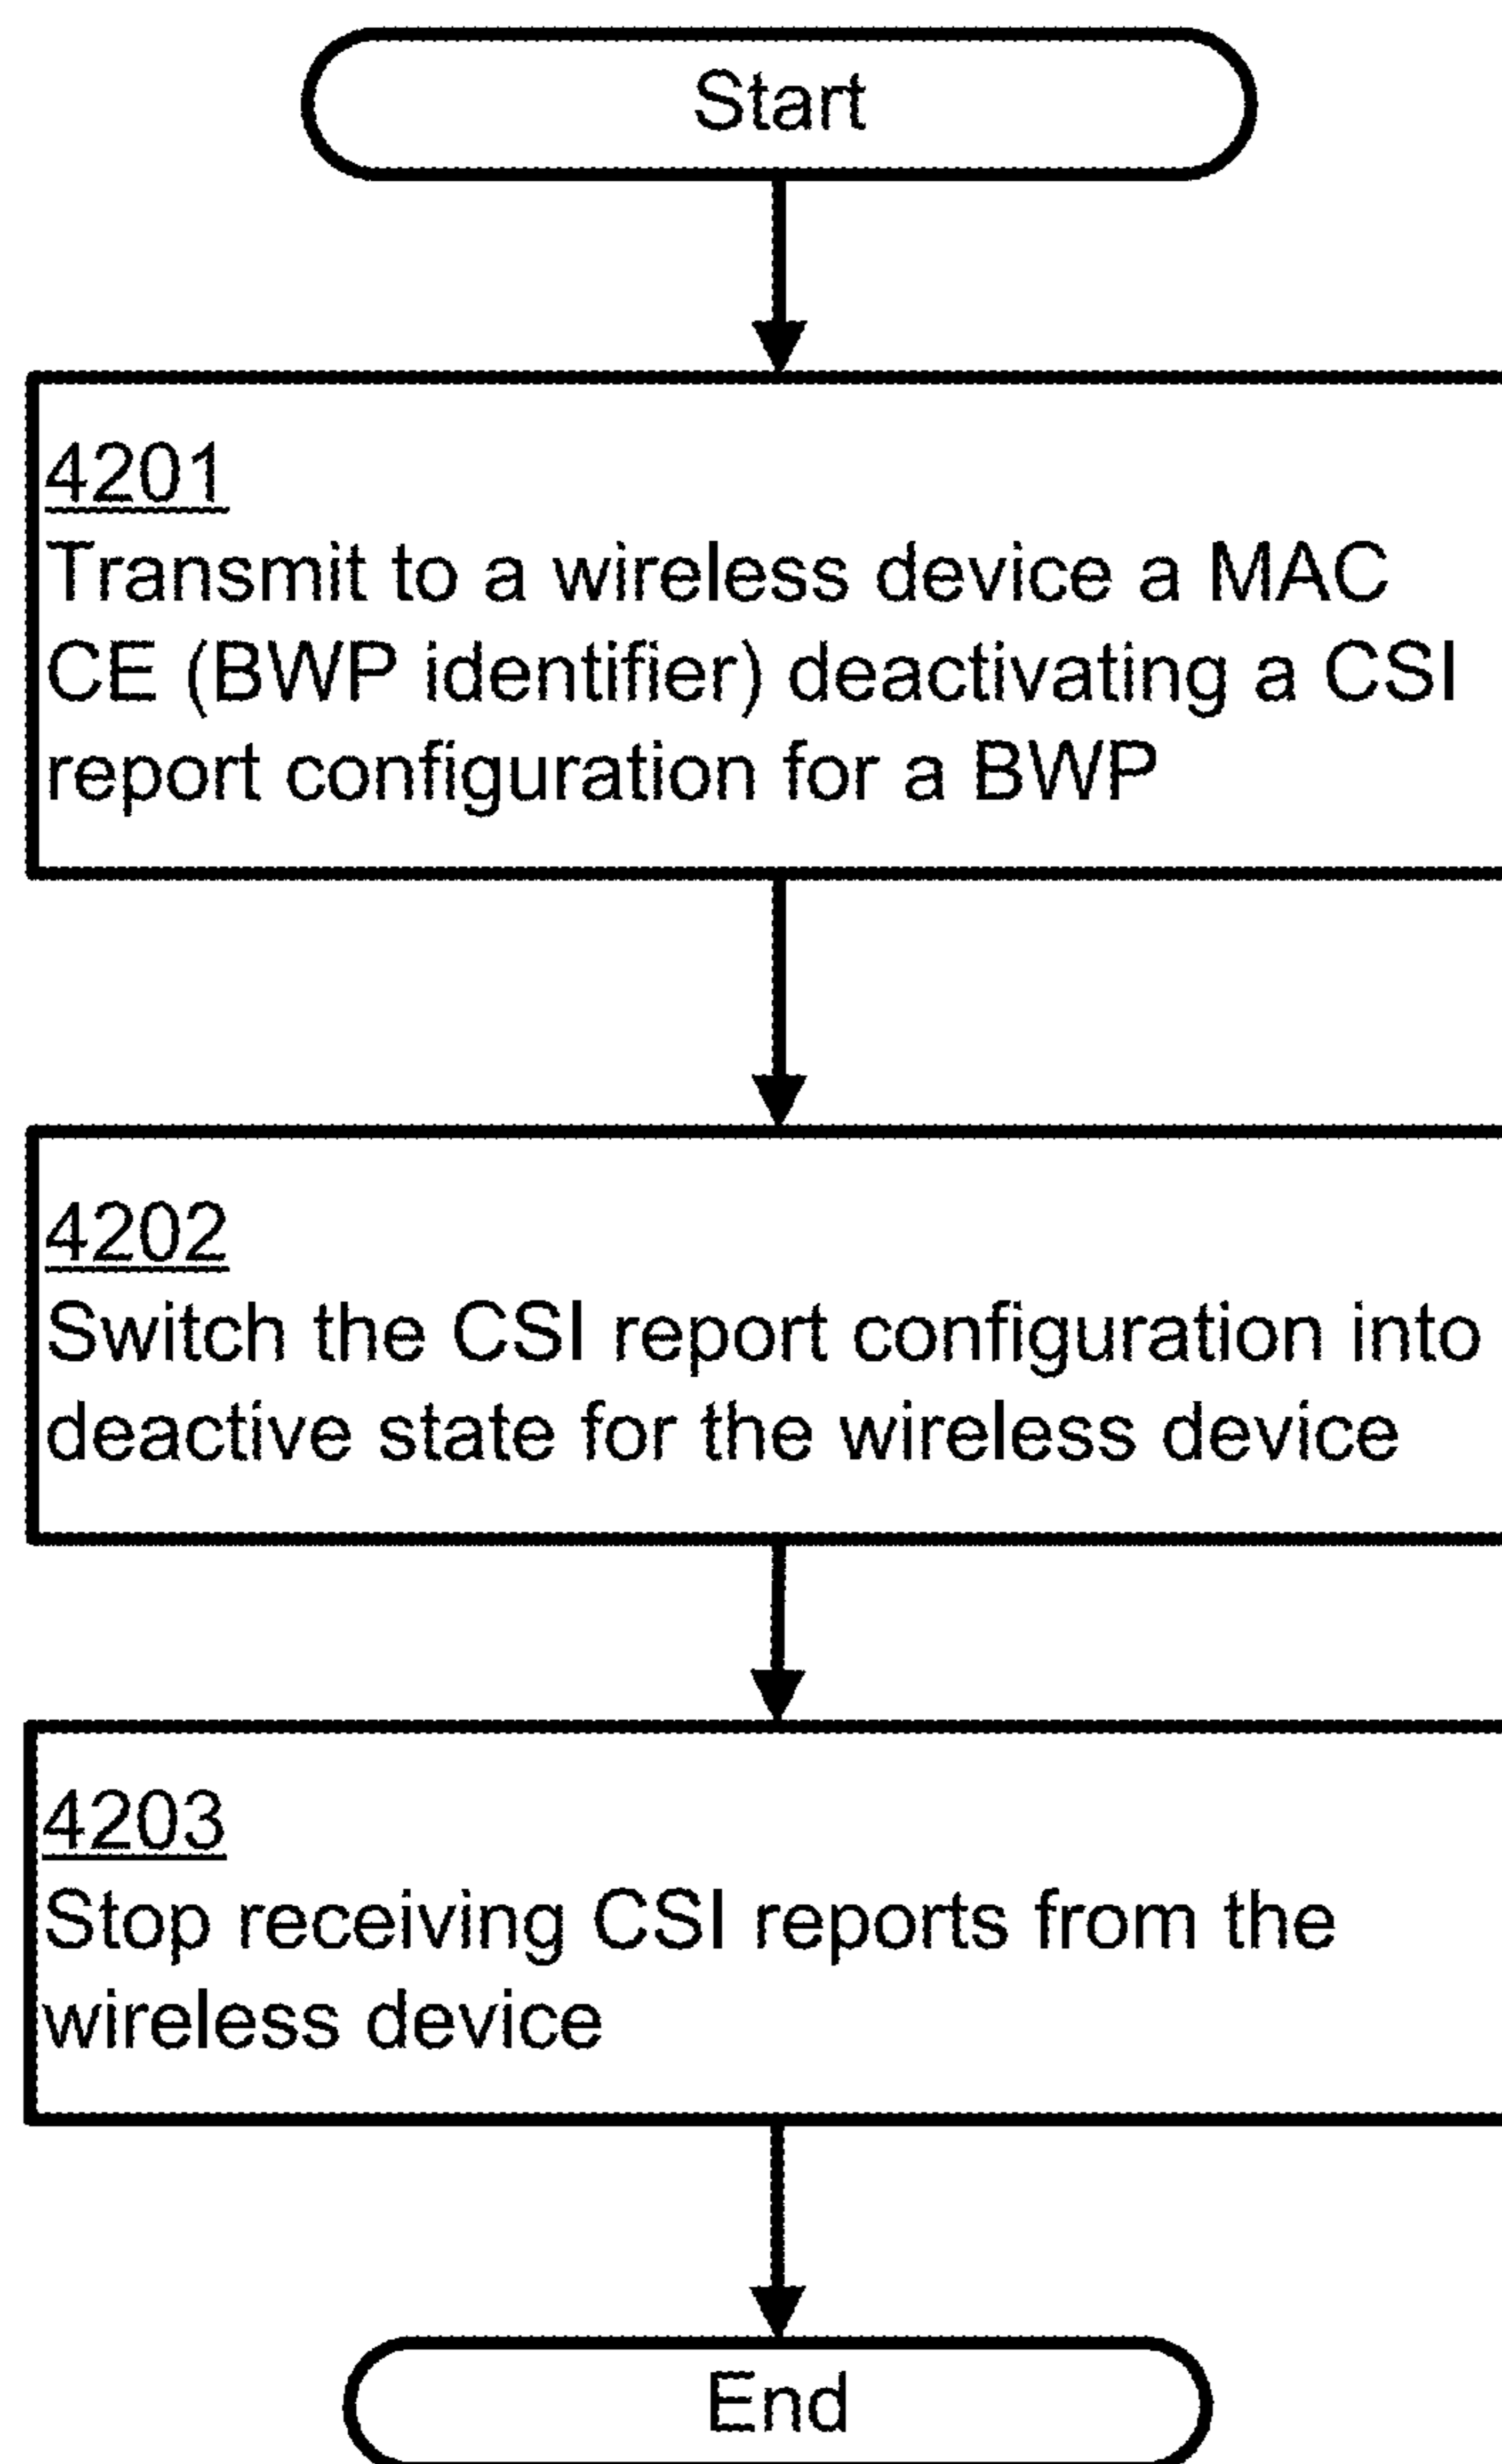 Start
4201
Transmit to a wireless device a MAC
CE (BWP identifier) deactivating a CSI
report configuration for a BWP
4202
Switch the CSI report configuration into
deactive state for the wireless device
4203
Stop receiving CSI reports from the
wireless device
End